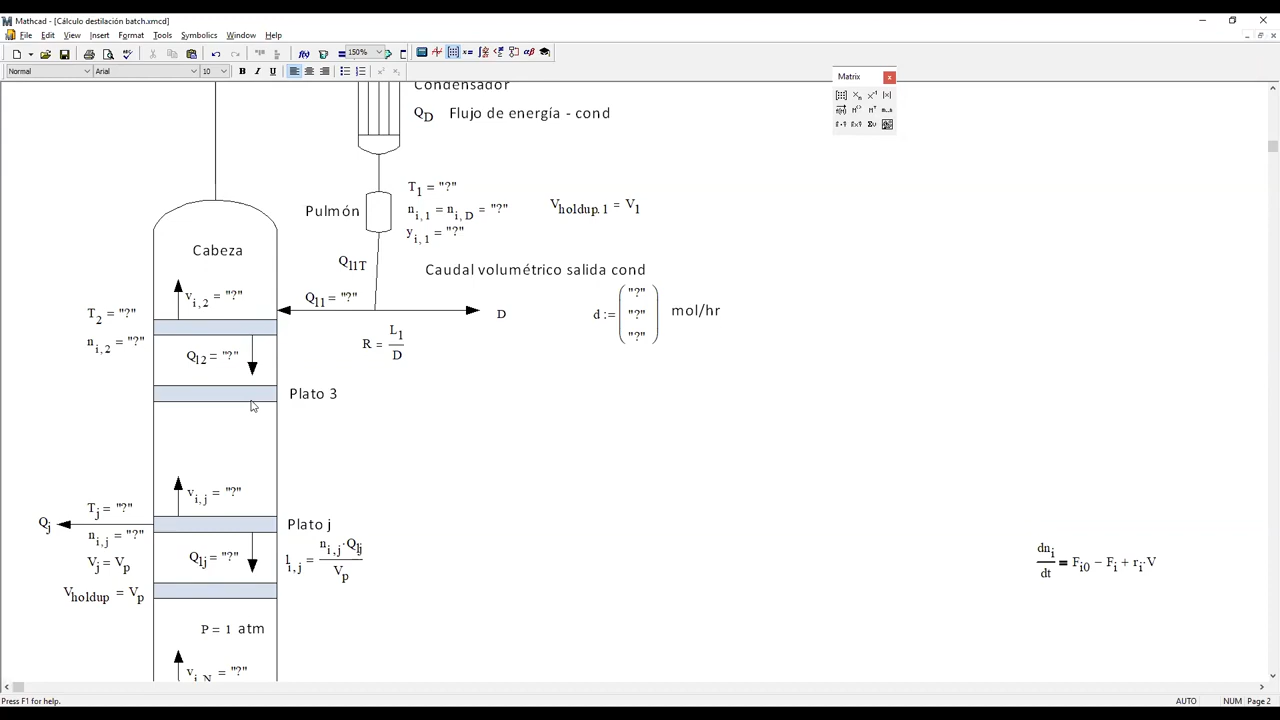 Mathcad - [Cálculo destilación batch.xmcd]
File Edit View Insert Format Tools Symbolics Window Help
150%
Normal Arial 10 B I U
Matrix
Condensador
Q_D Flujo de energía - cond
T_1 = "?"
Pulmón n_i,1 = n_i,D = "?" V_holdup.1 = V_1
y_i,1 = "?"
Cabeza
Q_l1T
Caudal volumétrico salida cond
v_i,2 = "?" Q_l1 = "?"
T_2 = "?" D d := ("?" "?" "?") mol/hr
n_i,2 = "?"
R = L_1 / D
Q_l2 = "?"
Plato 3
v_i,j = "?"
T_j = "?"
Q_j Plato j
n_i,j = "?"
V_j = V_p Q_lj = "?" l_i,j = n_i,j·Q_lj / V_p
dn_i / dt = F_i0 − F_i + r_i·V
V_holdup = V_p
P = 1 atm
v_i,N = "?"
Press F1 for help. AUTO NUM Page 2